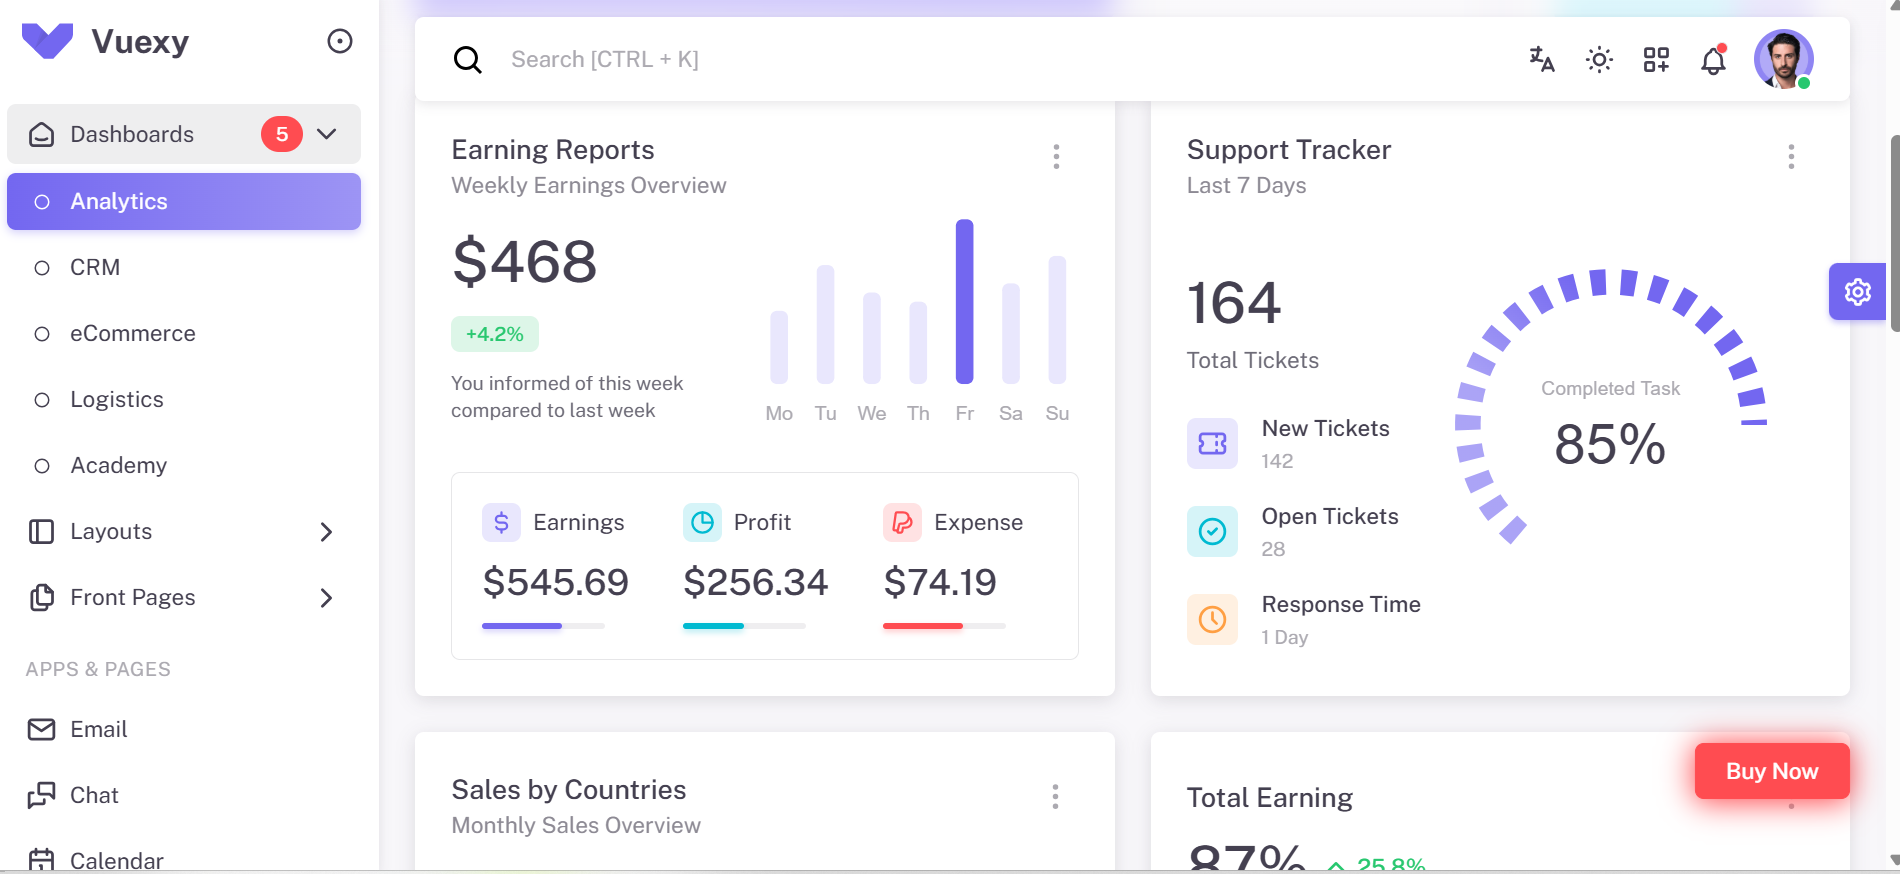 Vuexy
Search [CTRL + K]
Dashboards 5
Analytics
CRM
eCommerce
Logistics
Academy
Layouts
Front Pages
APPS & PAGES
Email
Chat
Calendar
Earning Reports
Weekly Earnings Overview
$468
+4.2%
You informed of this week
compared to last week
Mo Tu We Th Fr Sa Su
Earnings
$545.69
Profit
$256.34
Expense
$74.19
Support Tracker
Last 7 Days
164
Total Tickets
New Tickets
142
Open Tickets
28
Response Time
1 Day
Completed Task
85%
Sales by Countries
Monthly Sales Overview
Total Earning
87% 25.8%
Buy Now